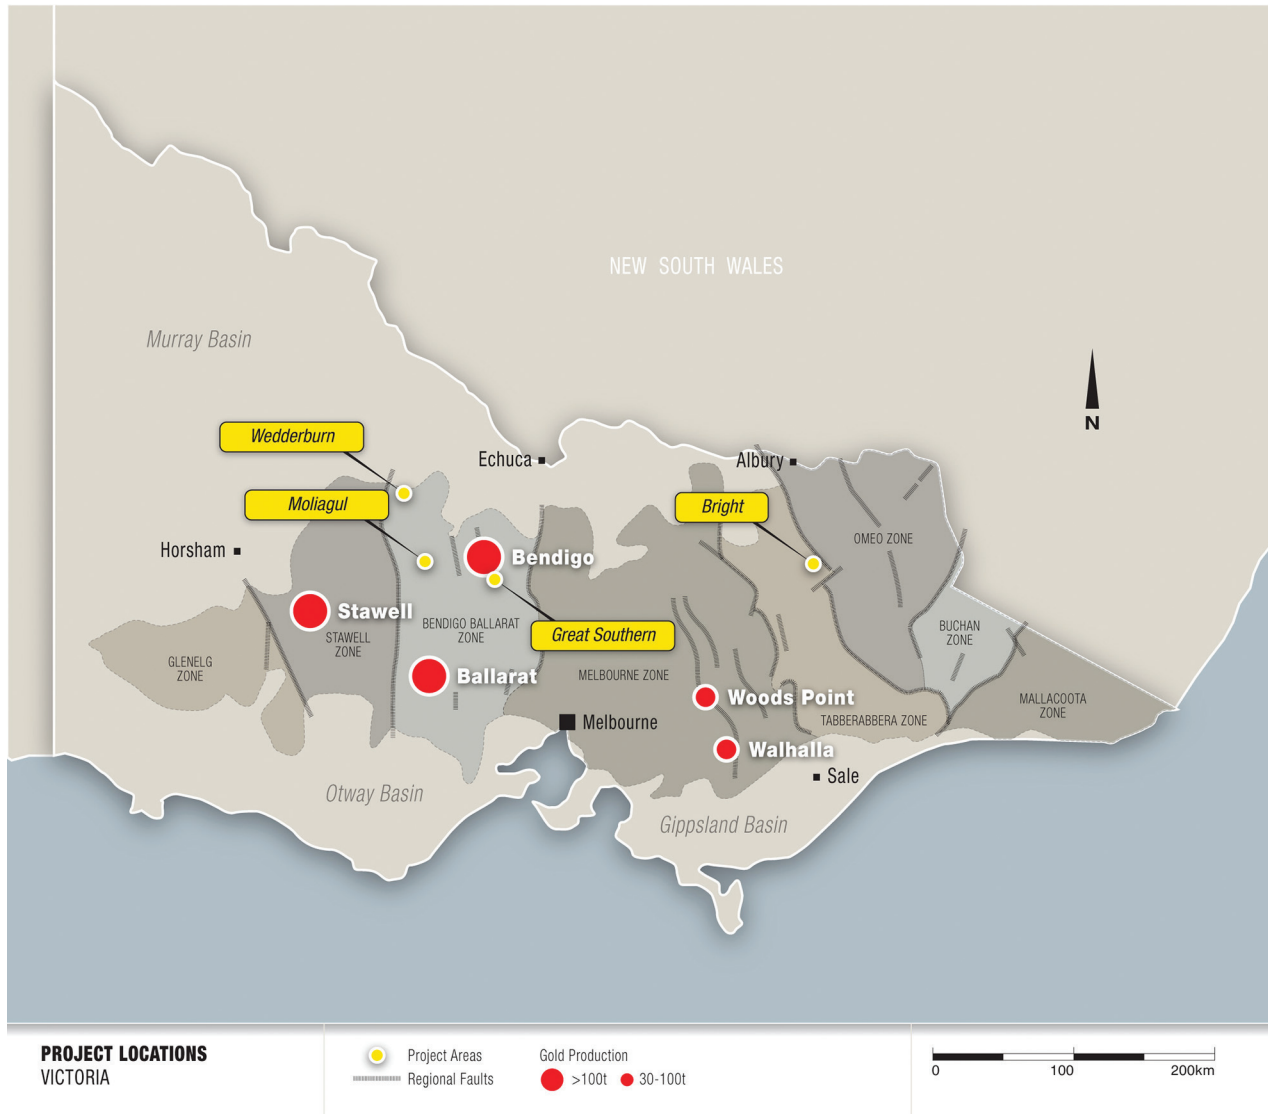 NEW SOUTH WALES
Murray Basin
Wedderburn
Echuca
Albury
Moliagul
Bright
Horsham
OMEO ZONE
Bendigo
Stawell
STAWELL
ZONE
BENDIGO BALLARAT
ZONE
Great Southern
BUCHAN
ZONE
GLENELG
ZONE
Ballarat
MELBOURNE ZONE
Woods Point
MALLACOOTA
ZONE
Melbourne
TABBERABBERA ZONE
Walhalla
Sale
Otway Basin
Gippsland Basin
N
PROJECT LOCATIONS
VICTORIA
Project Areas
Regional Faults
Gold Production
>100t
30-100t
0
100
200km